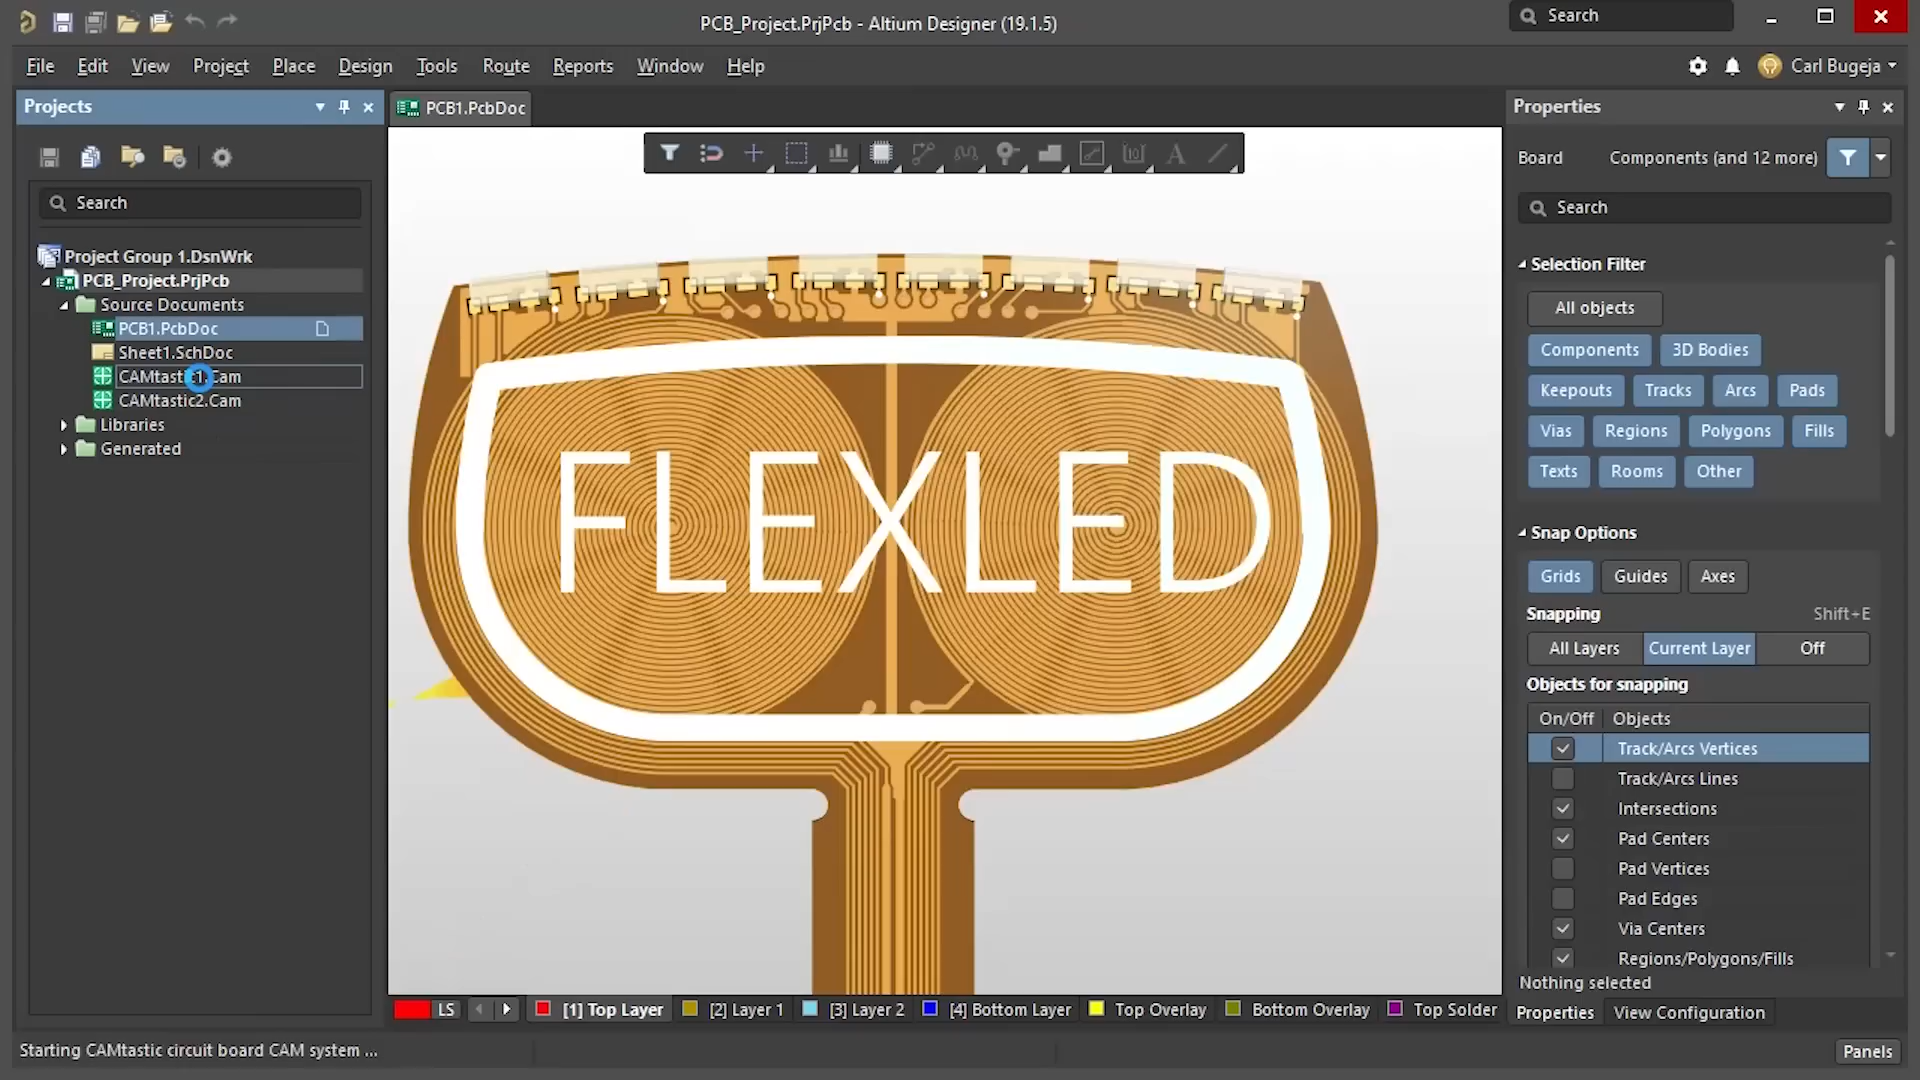 PCB_Project.PrjPcb - Altium Designer (19.1.5)
Search
File Edit View Project Place Design Tools Route Reports Window Help
Carl Bugeja
Projects
PCB1.PcbDoc
Properties
Board Components (and 12 more)
Search
Search
Project Group 1.DsnWrk
PCB_Project.PrjPcb
Source Documents
PCB1.PcbDoc
Sheet1.SchDoc
CAMtastic1.Cam
CAMtastic2.Cam
Libraries
Generated
FLEXLED
Selection Filter
All objects
Components 3D Bodies
Keepouts Tracks Arcs Pads
Vias Regions Polygons Fills
Texts Rooms Other
Snap Options
Grids Guides Axes
Snapping Shift+E
All Layers Current Layer Off
Objects for snapping
On/Off Objects
Track/Arcs Vertices
Track/Arcs Lines
Intersections
Pad Centers
Pad Vertices
Pad Edges
Via Centers
Regions/Polygons/Fills
Nothing selected
LS [1] Top Layer [2] Layer 1 [3] Layer 2 [4] Bottom Layer Top Overlay Bottom Overlay Top Solder
Properties View Configuration
Starting CAMtastic circuit board CAM system ...
Panels